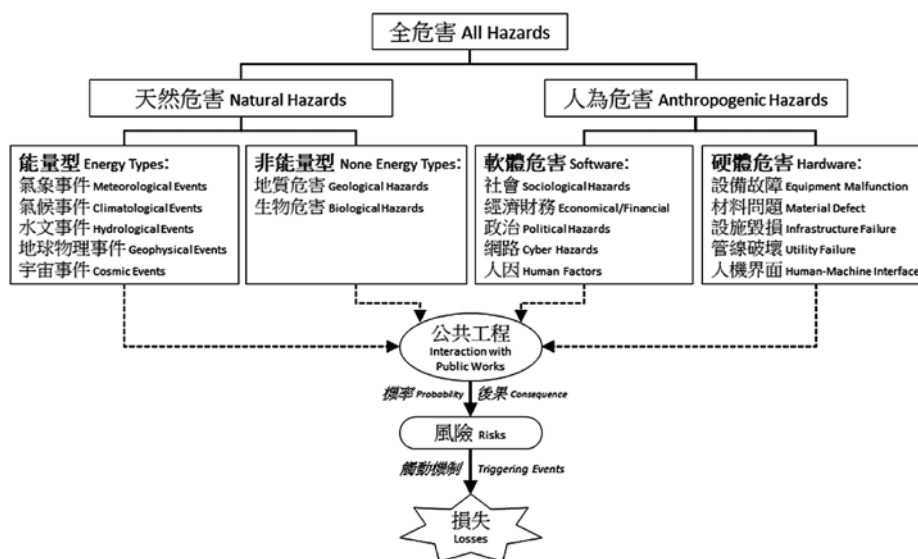 全危害 All Hazards
天然危害 Natural Hazards
人為危害 Anthropogenic Hazards
能量型 Energy Types:
氣象事件 Meteorological Events
氣候事件 Climatological Events
水文事件 Hydrological Events
地球物理事件 Geophysical Events
宇宙事件 Cosmic Events
非能量型 None Energy Types:
地質危害 Geological Hazards
生物危害 Biological Hazards
軟體危害 Software:
社會 Sociological Hazards
經濟財務 Economical/Financial
政治 Political Hazards
網路 Cyber Hazards
人因 Human Factors
硬體危害 Hardware:
設備故障 Equipment Malfunction
材料問題 Material Defect
設施毀損 Infrastructure Failure
管線破壞 Utility Failure
人機界面 Human-Machine Interface
公共工程
Interaction with
Public Works
機率 Probability 後果 Consequence
風險 Risks
觸動機制 Triggering Events
損失
Losses